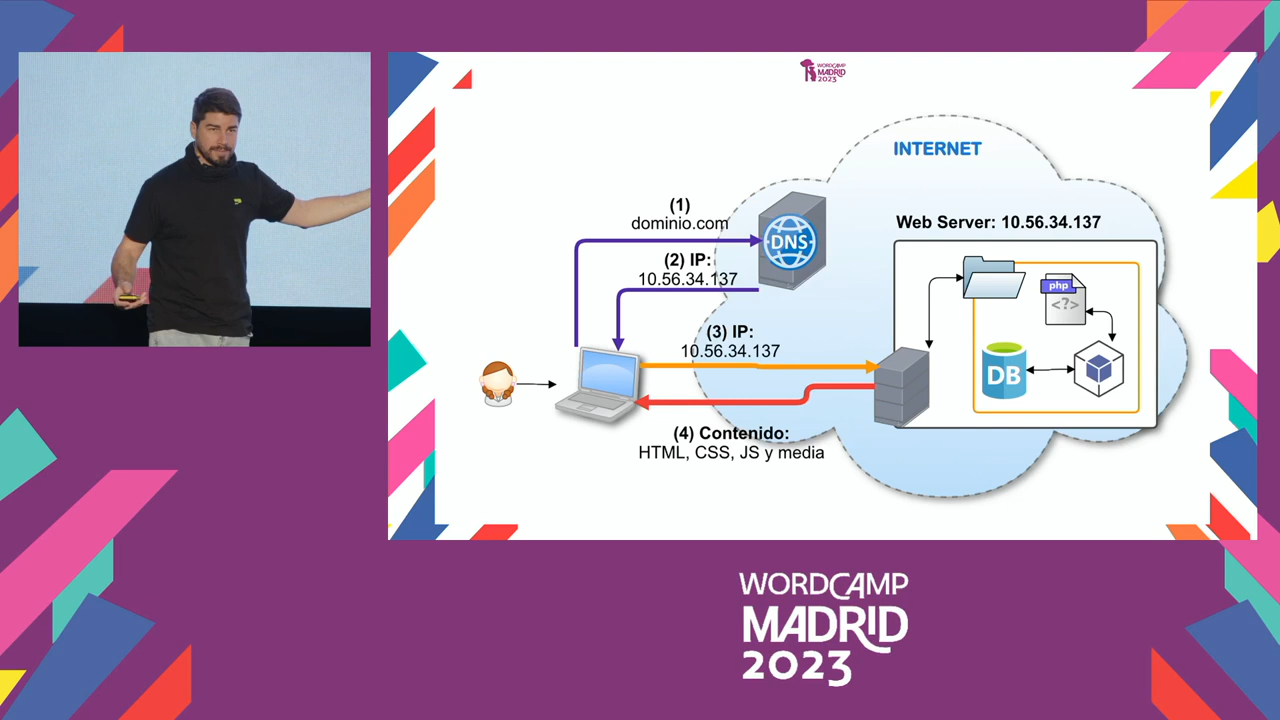 WORDCAMP
MADRID
2023
INTERNET
(1)
dominio.com
DNS
(2) IP:
10.56.34.137
Web Server: 10.56.34.137
php
<?>
(3) IP:
10.56.34.137
DB
(4) Contenido:
HTML, CSS, JS y media
WORDCAMP
MADRID
2023